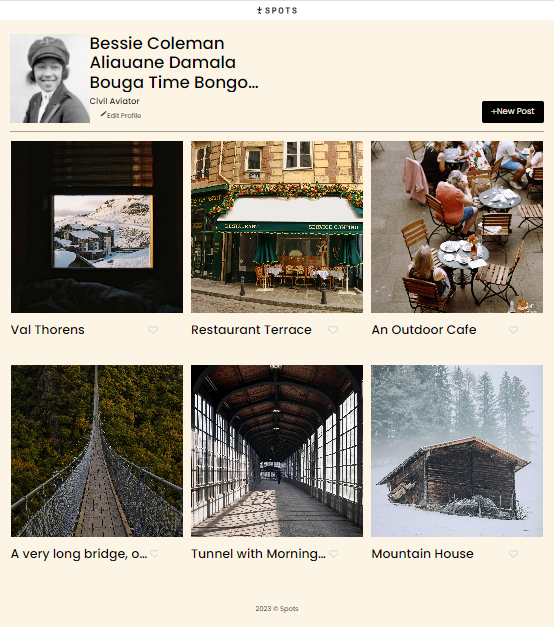 SPOTS
Bessie Coleman
Aliauane Damala
Bouga Time Bongo...
Civil Aviator
Edit Profile
+New Post
RESTAURANT
Val Thorens
Restaurant Terrace
An Outdoor Cafe
A very long bridge, o...
Tunnel with Morning...
Mountain House
2023 © Spots